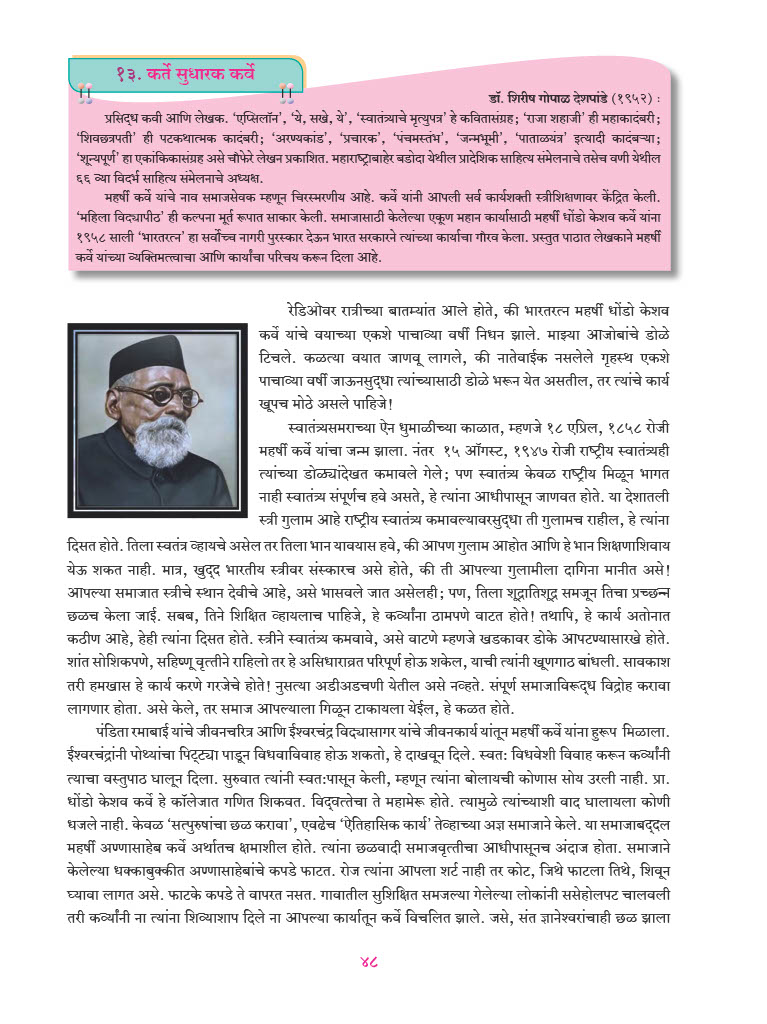 १३. कर्ते सुधारक कर्वे
डॉ. शिरीष गोपाळ देशपांडे (१९५२) :
प्रसिद्ध कवी आणि लेखक. ‘एप्सिलॉन’, ‘ये, सखे, ये’, ‘स्वातंत्र्याचे मृत्युपत्र’ हे कवितासंग्रह; ‘राजा शहाजी’ ही महाकादंबरी;
‘शिवछत्रपती’ ही पटकथात्मक कादंबरी; ‘अरण्यकांड’, ‘प्रचारक’, ‘पंचमस्तंभ’, ‘जन्मभूमी’, ‘पाताळयंत्र’ इत्यादी कादंबऱ्या;
‘शून्यपूर्ण’ हा एकांकिकासंग्रह असे चौफेर लेखन प्रकाशित. महाराष्ट्राबाहेर बडोदा येथील प्रादेशिक साहित्य संमेलनाचे तसेच वणी येथील
६६ व्या विदर्भ साहित्य संमेलनाचे अध्यक्ष.
महर्षी कर्वे यांचे नाव समाजसेवक म्हणून चिरस्मरणीय आहे. कर्वे यांनी आपली सर्व कार्यशक्ती स्त्रीशिक्षणावर केंद्रित केली.
‘महिला विद्यापीठ’ ही कल्पना मूर्त रूपात साकार केली. समाजासाठी केलेल्या एकूण महान कार्यासाठी महर्षी धोंडो केशव कर्वे यांना
१९५८ साली ‘भारतरत्न’ हा सर्वोच्च नागरी पुरस्कार देऊन भारत सरकारने त्यांच्या कार्याचा गौरव केला. प्रस्तुत पाठात लेखकाने महर्षी
कर्वे यांच्या व्यक्तिमत्त्वाचा आणि कार्यांचा परिचय करून दिला आहे.
रेडिओवर रात्रीच्या बातम्यांत आले होते, की भारतरत्न महर्षी धोंडो केशव
कर्वे यांचे वयाच्या एकशे पाचाव्या वर्षी निधन झाले. माझ्या आजोबांचे डोळे
टिचले. कळत्या वयात जाणवू लागले, की नातेवाईक नसलेले गृहस्थ एकशे
पाचाव्या वर्षी जाऊनसुद्धा त्यांच्यासाठी डोळे भरून येत असतील, तर त्यांचे कार्य
खूपच मोठे असले पाहिजे!
स्वातंत्र्यसमराच्या ऐन धुमाळीच्या काळात, म्हणजे १८ एप्रिल, १८५८ रोजी
महर्षी कर्वे यांचा जन्म झाला. नंतर १५ ऑगस्ट, १९४७ रोजी राष्ट्रीय स्वातंत्र्यही
त्यांच्या डोळ्यांदेखत कमावले गेले; पण स्वातंत्र्य केवळ राष्ट्रीय मिळून भागत
नाही स्वातंत्र्य संपूर्णच हवे असते, हे त्यांना आधीपासून जाणवत होते. या देशातली
स्त्री गुलाम आहे राष्ट्रीय स्वातंत्र्य कमावल्यावरसुद्धा ती गुलामच राहील, हे त्यांना
दिसत होते. तिला स्वतंत्र व्हायचे असेल तर तिला भान यावयास हवे, की आपण गुलाम आहोत आणि हे भान शिक्षणाशिवाय
येऊ शकत नाही. मात्र, खुद्द भारतीय स्त्रीवर संस्कारच असे होते, की ती आपल्या गुलामीला दागिना मानीत असे!
आपल्या समाजात स्त्रीचे स्थान देवीचे आहे, असे भासवले जात असेलही; पण, तिला शूद्रातिशूद्र समजून तिचा प्रच्छन्न
छळच केला जाई. सबब, तिने शिक्षित व्हायलाच पाहिजे, हे कर्व्यांना ठामपणे वाटत होते! तथापि, हे कार्य अतोनात
कठीण आहे, हेही त्यांना दिसत होते. स्त्रीने स्वातंत्र्य कमवावे, असे वाटणे म्हणजे खडकावर डोके आपटण्यासारखे होते.
शांत सोशिकपणे, सहिष्णू वृत्तीने राहिलो तर हे असिधाराव्रत परिपूर्ण होऊ शकेल, याची त्यांनी खूणगाठ बांधली. सावकाश
तरी हमखास हे कार्य करणे गरजेचे होते! नुसत्या अडीअडचणी येतील असे नव्हते. संपूर्ण समाजाविरूद्ध विद्रोह करावा
लागणार होता. असे केले, तर समाज आपल्याला गिळून टाकायला येईल, हे कळत होते.
पंडिता रमाबाई यांचे जीवनचरित्र आणि ईश्वरचंद्र विद्यासागर यांचे जीवनकार्य यांतून महर्षी कर्वे यांना हुरूप मिळाला.
ईश्वरचंद्रांनी पोथ्यांचा पिट्ट्या पाडून विधवाविवाह होऊ शकतो, हे दाखवून दिले. स्वत: विधवेशी विवाह करून कर्व्यांनी
त्याचा वस्तुपाठ घालून दिला. सुरुवात त्यांनी स्वत:पासून केली, म्हणून त्यांना बोलायची कोणास सोय उरली नाही. प्रा.
धोंडो केशव कर्वे हे कॉलेजात गणित शिकवत. विद्वत्तेचा ते महामेरू होते. त्यामुळे त्यांच्याशी वाद घालायला कोणी
धजले नाही. केवळ ‘सत्पुरुषांचा छळ करावा’, एवढेच ‘ऐतिहासिक कार्य’ तेव्हाच्या अज्ञ समाजाने केले. या समाजाबद्दल
महर्षी अण्णासाहेब कर्वे अर्थातच क्षमाशील होते. त्यांना छळवादी समाजवृत्तीचा आधीपासूनच अंदाज होता. समाजाने
केलेल्या धक्काबुक्कीत अण्णासाहेबांचे कपडे फाटत. रोज त्यांना आपला शर्ट नाही तर कोट, जिथे फाटला तिथे, शिवून
घ्यावा लागत असे. फाटके कपडे ते वापरत नसत. गावातील सुशिक्षित समजल्या गेलेल्या लोकांनी ससेहोलपट चालवली
तरी कर्व्यांनी ना त्यांना शिव्याशाप दिले ना आपल्या कार्यातून कर्वे विचलित झाले. जसे, संत ज्ञानेश्वरांचाही छळ झाला
४८